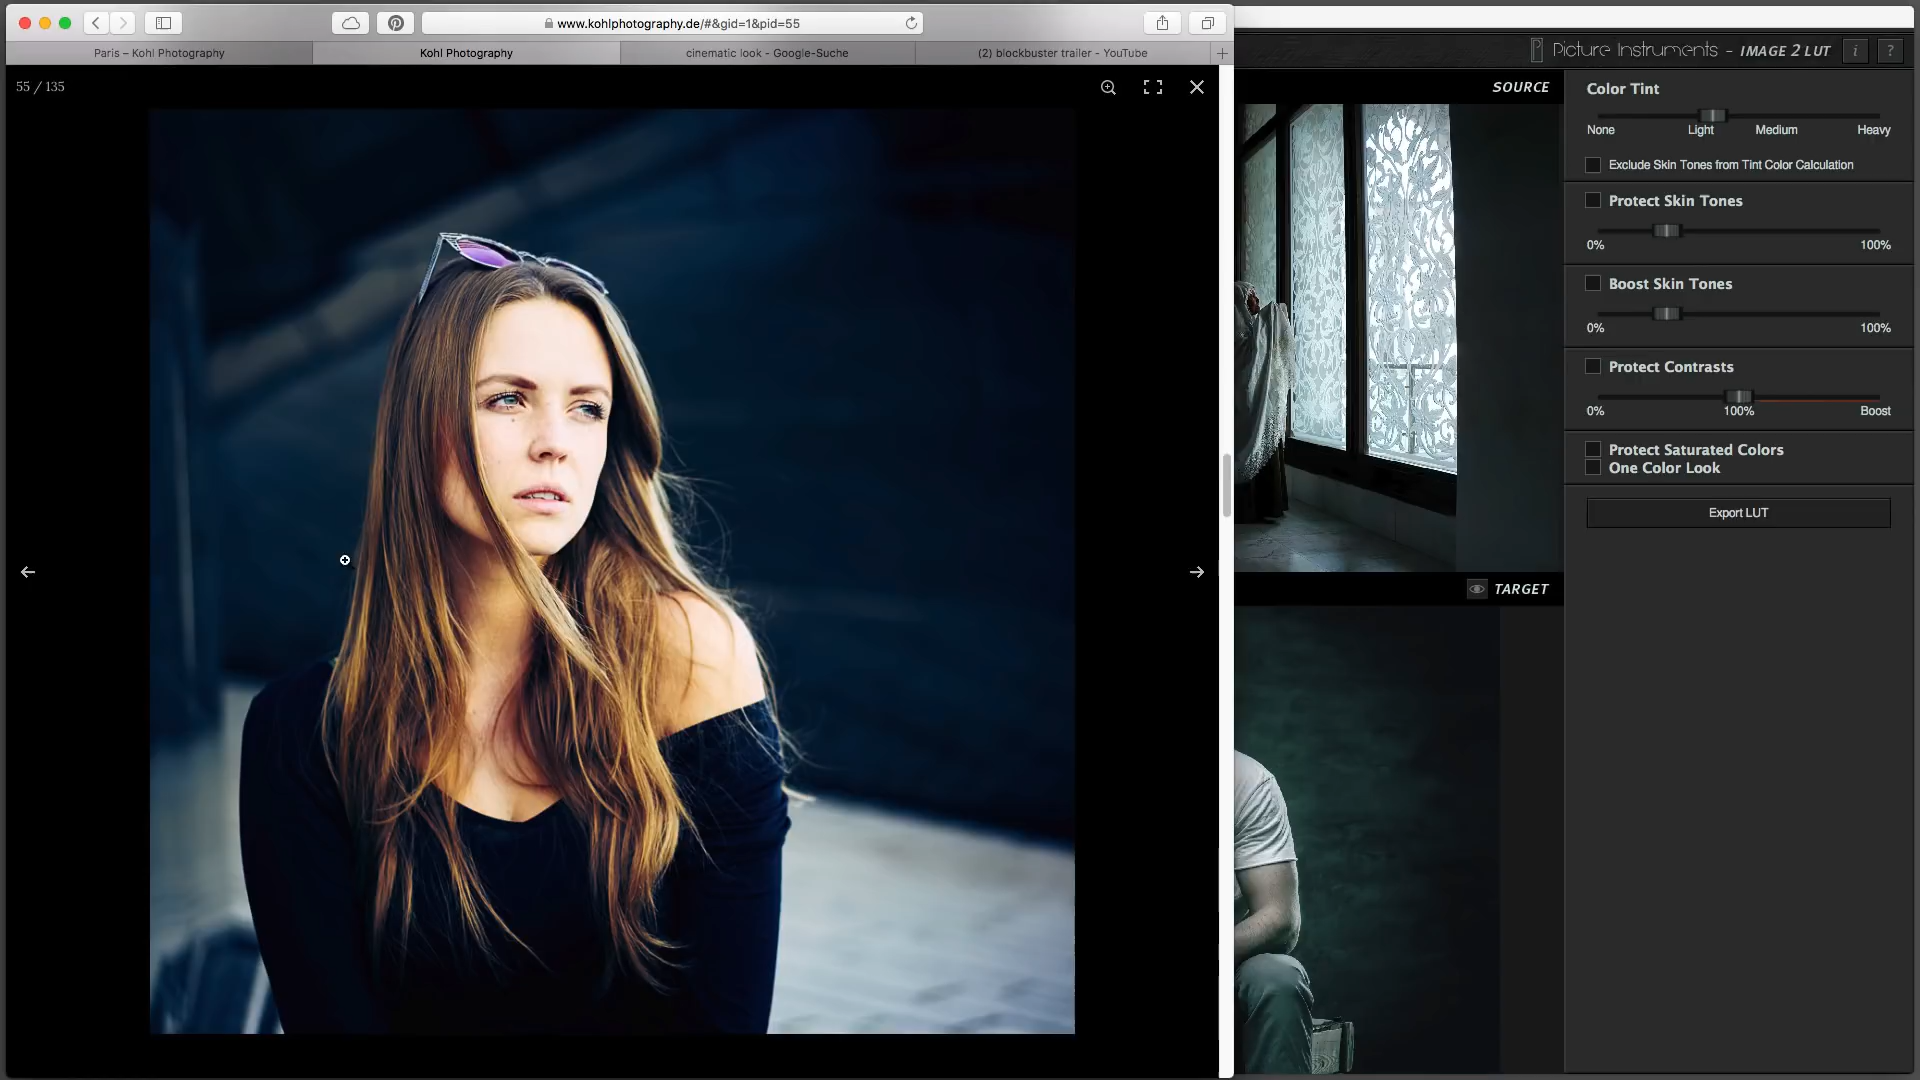 www.kohlphotography.de/#&gid=1&pid=55
Paris – Kohl Photography
Kohl Photography
cinematic look - Google-Suche
(2) blockbuster trailer - YouTube
55 / 135
Picture Instruments - IMAGE 2 LUT
i
?
SOURCE
Color Tint
None
Light
Medium
Heavy
Exclude Skin Tones from Tint Color Calculation
Protect Skin Tones
0%
100%
Boost Skin Tones
0%
100%
Protect Contrasts
0%
100%
Boost
Protect Saturated Colors
One Color Look
Export LUT
TARGET